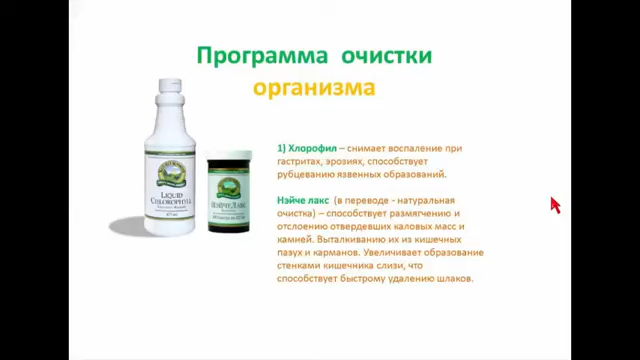 Программа очистки
организма
1) Хлорофил – снимает воспаление при
гастритах, эрозиях, способствует
рубцеванию язвенных образований.
Нэйче лакс (в переводе - натуральная
очистка) – способствует размягчению и
отслоению отвердевших каловых масс и
камней. Выталкиванию их из кишечных
пазух и карманов. Увеличивает образование
стенками кишечника слизи, что
способствует быстрому удалению шлаков.
LIQUID
CHLOROPHYLL
НЭЙЧЕ ЛАКС